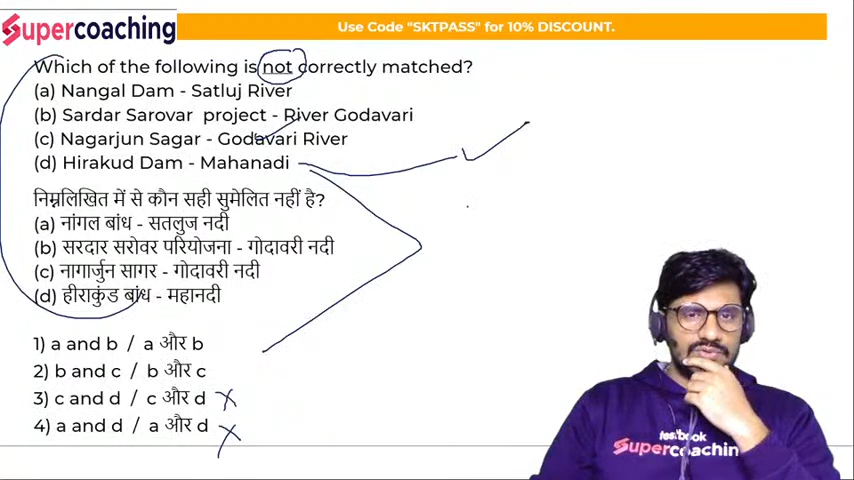 Supercoaching
Use Code "SKTPASS" for 10% DISCOUNT.
Which of the following is not correctly matched?
(a) Nangal Dam - Satluj River
(b) Sardar Sarovar project - River Godavari
(c) Nagarjun Sagar - Godavari River
(d) Hirakud Dam - Mahanadi
निम्नलिखित में से कौन सही सुमेलित नहीं है?
(a) नांगल बांध - सतलुज नदी
(b) सरदार सरोवर परियोजना - गोदावरी नदी
(c) नागार्जुन सागर - गोदावरी नदी
(d) हीराकुंड बांध - महानदी
1) a and b / a और b
2) b and c / b और c
3) c and d / c और d
4) a and d / a और d
testbook
Supercoaching